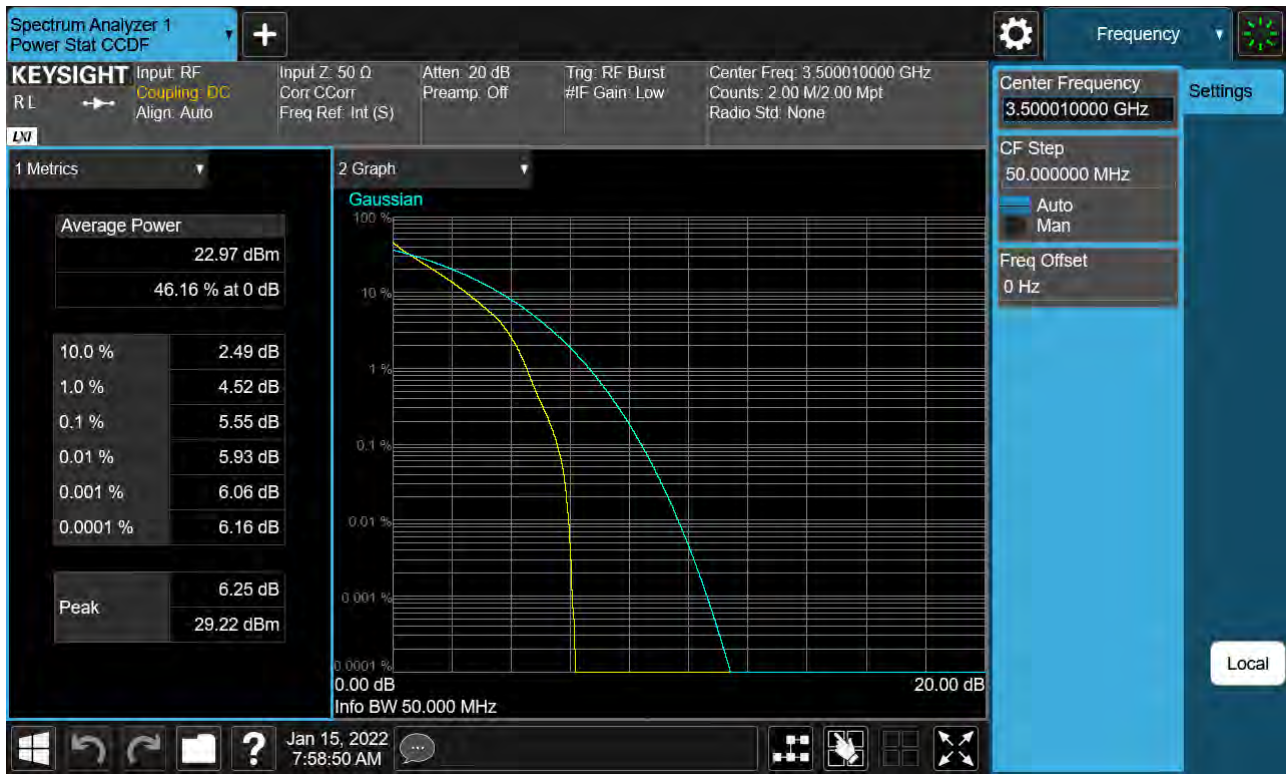 Spectrum Analyzer 1
Power Stat CCDF
Frequency
KEYSIGHT
RL
LXI
Input: RF
Coupling: DC
Align: Auto
Input Z: 50 Ω
Corr CCorr
Freq Ref: Int (S)
Atten: 20 dB
Preamp: Off
Trig: RF Burst
#IF Gain: Low
Center Freq: 3.500010000 GHz
Counts: 2.00 M/2.00 Mpt
Radio Std: None
Center Frequency
3.500010000 GHz
Settings
CF Step
50.000000 MHz
Auto
Man
Freq Offset
0 Hz
1 Metrics
Average Power
22.97 dBm
46.16 % at 0 dB
10.0 % 2.49 dB
1.0 % 4.52 dB
0.1 % 5.55 dB
0.01 % 5.93 dB
0.001 % 6.06 dB
0.0001 % 6.16 dB
Peak
6.25 dB
29.22 dBm
2 Graph
Gaussian
100 %
10 %
1 %
0.1 %
0.01 %
0.001 %
0.0001 %
0.00 dB 20.00 dB
Info BW 50.000 MHz
Local
?
Jan 15, 2022
7:58:50 AM